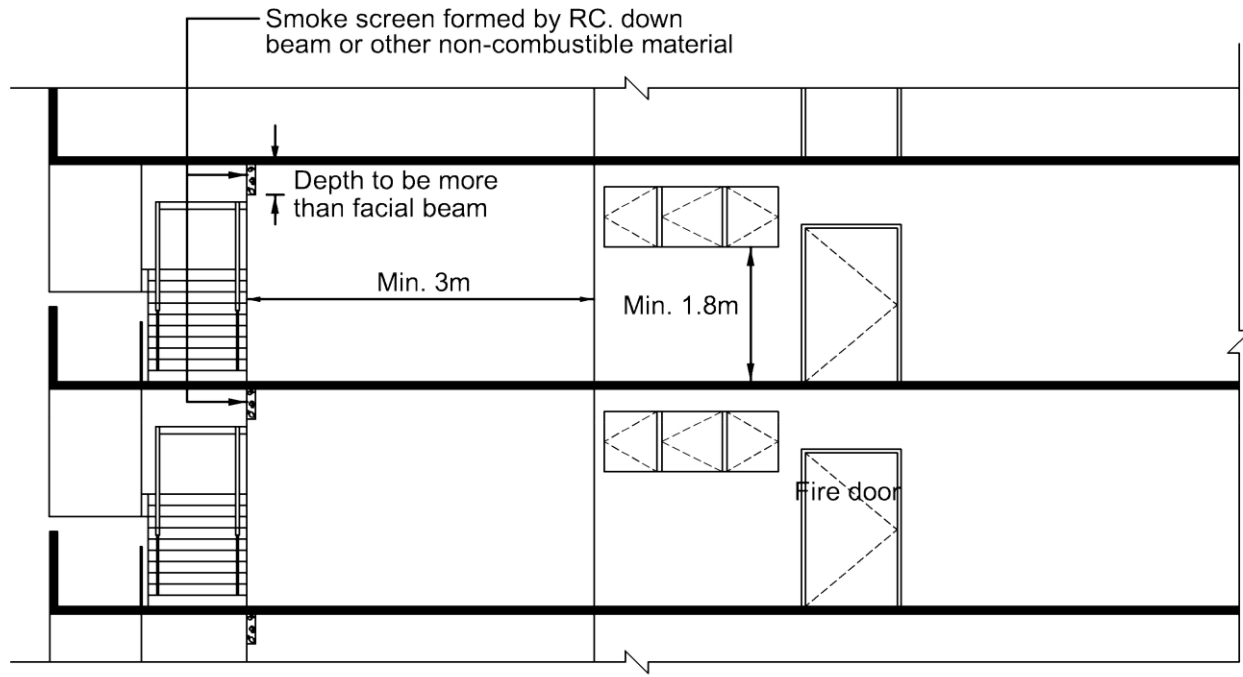 Smoke screen formed by RC. down
beam or other non-combustible material
Depth to be more
than facial beam
Min. 3m
Min. 1.8m
Fire door